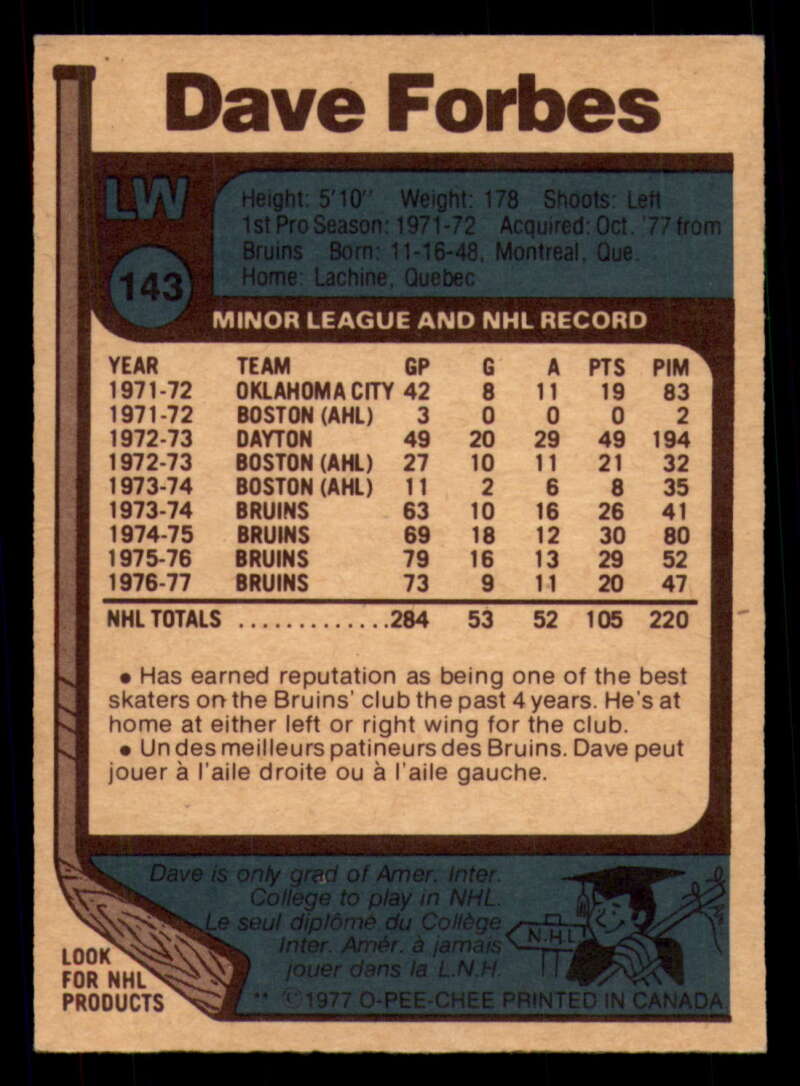 Dave Forbes
LW
143
Height: 5'10" Weight: 178 Shoots: Left
1st Pro Season: 1971-72 Acquired: Oct. '77 from
Bruins Born: 11-16-48, Montreal, Que.
Home: Lachine, Quebec
MINOR LEAGUE AND NHL RECORD
YEAR TEAM GP G A PTS PIM
1971-72 OKLAHOMA CITY 42 8 11 19 83
1971-72 BOSTON (AHL) 3 0 0 0 2
1972-73 DAYTON 49 20 29 49 194
1972-73 BOSTON (AHL) 27 10 11 21 32
1973-74 BOSTON (AHL) 11 2 6 8 35
1973-74 BRUINS 63 10 16 26 41
1974-75 BRUINS 69 18 12 30 80
1975-76 BRUINS 79 16 13 29 52
1976-77 BRUINS 73 9 11 20 47
NHL TOTALS .............284 53 52 105 220
• Has earned reputation as being one of the best
skaters on the Bruins' club the past 4 years. He's at
home at either left or right wing for the club.
• Un des meilleurs patineurs des Bruins. Dave peut
jouer à l'aile droite ou à l'aile gauche.
Dave is only grad of Amer. Inter.
College to play in NHL.
Le seul diplômé du Collège
Inter. Amér. à jamais
jouer dans la L.N.H.
N.H.L
LOOK
FOR NHL
PRODUCTS
** ©1977 O-PEE-CHEE PRINTED IN CANADA